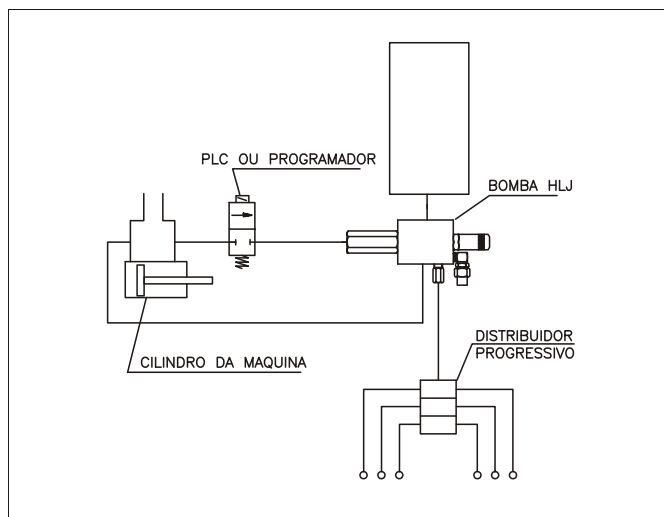 PLC OU PROGRAMADOR
BOMBA HLJ
DISTRIBUIDOR
PROGRESSIVO
CILINDRO DA MAQUINA